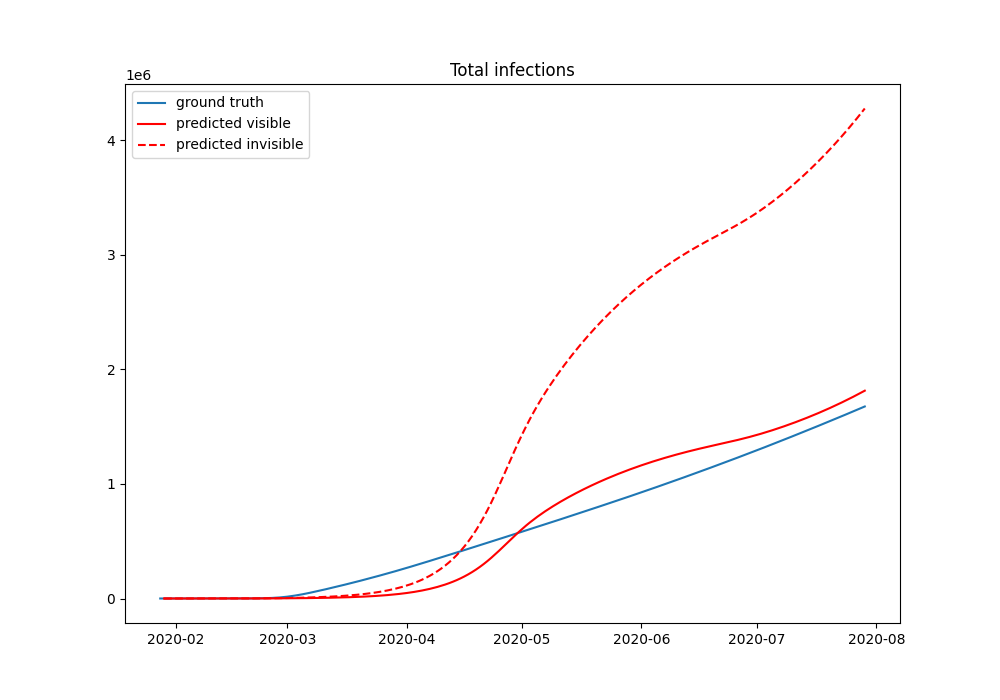 Total infections
1e6
ground truth
predicted visible
predicted invisible
4
3
2
1
0
2020-02 2020-03 2020-04 2020-05 2020-06 2020-07 2020-08